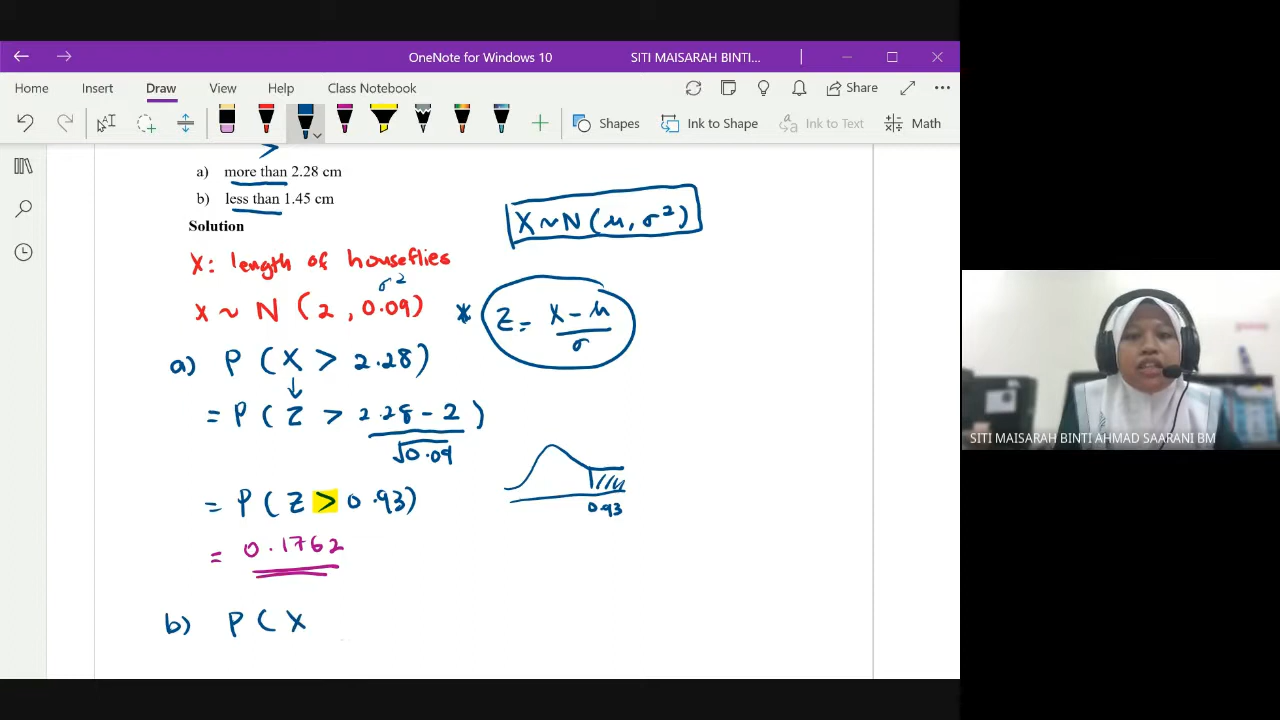 OneNote for Windows 10
SITI MAISARAH BINTI...
Home Insert Draw View Help Class Notebook
Share
Shapes Ink to Shape Ink to Text Math
>
a) more than 2.28 cm
b) less than 1.45 cm
Solution
X ~ N (μ, σ²)
X: length of houseflies
σ²
X ~ N (2, 0.09)
* Z = X - μ / σ
a) P (X > 2.28)
= P (Z > 2.28 - 2 / √0.09)
= P (Z > 0.93)
0.93
= 0.1762
b) P (X
SITI MAISARAH BINTI AHMAD SAARANI BM